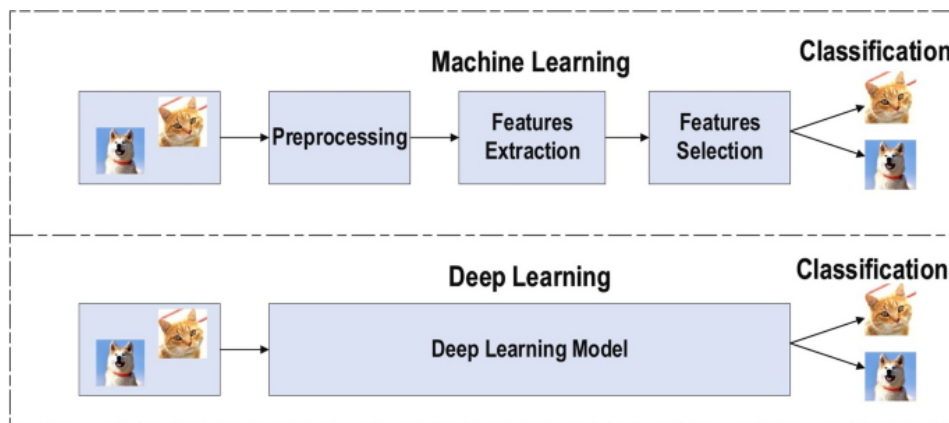 Machine Learning
Classification
Preprocessing
Features
Extraction
Features
Selection
Deep Learning
Classification
Deep Learning Model